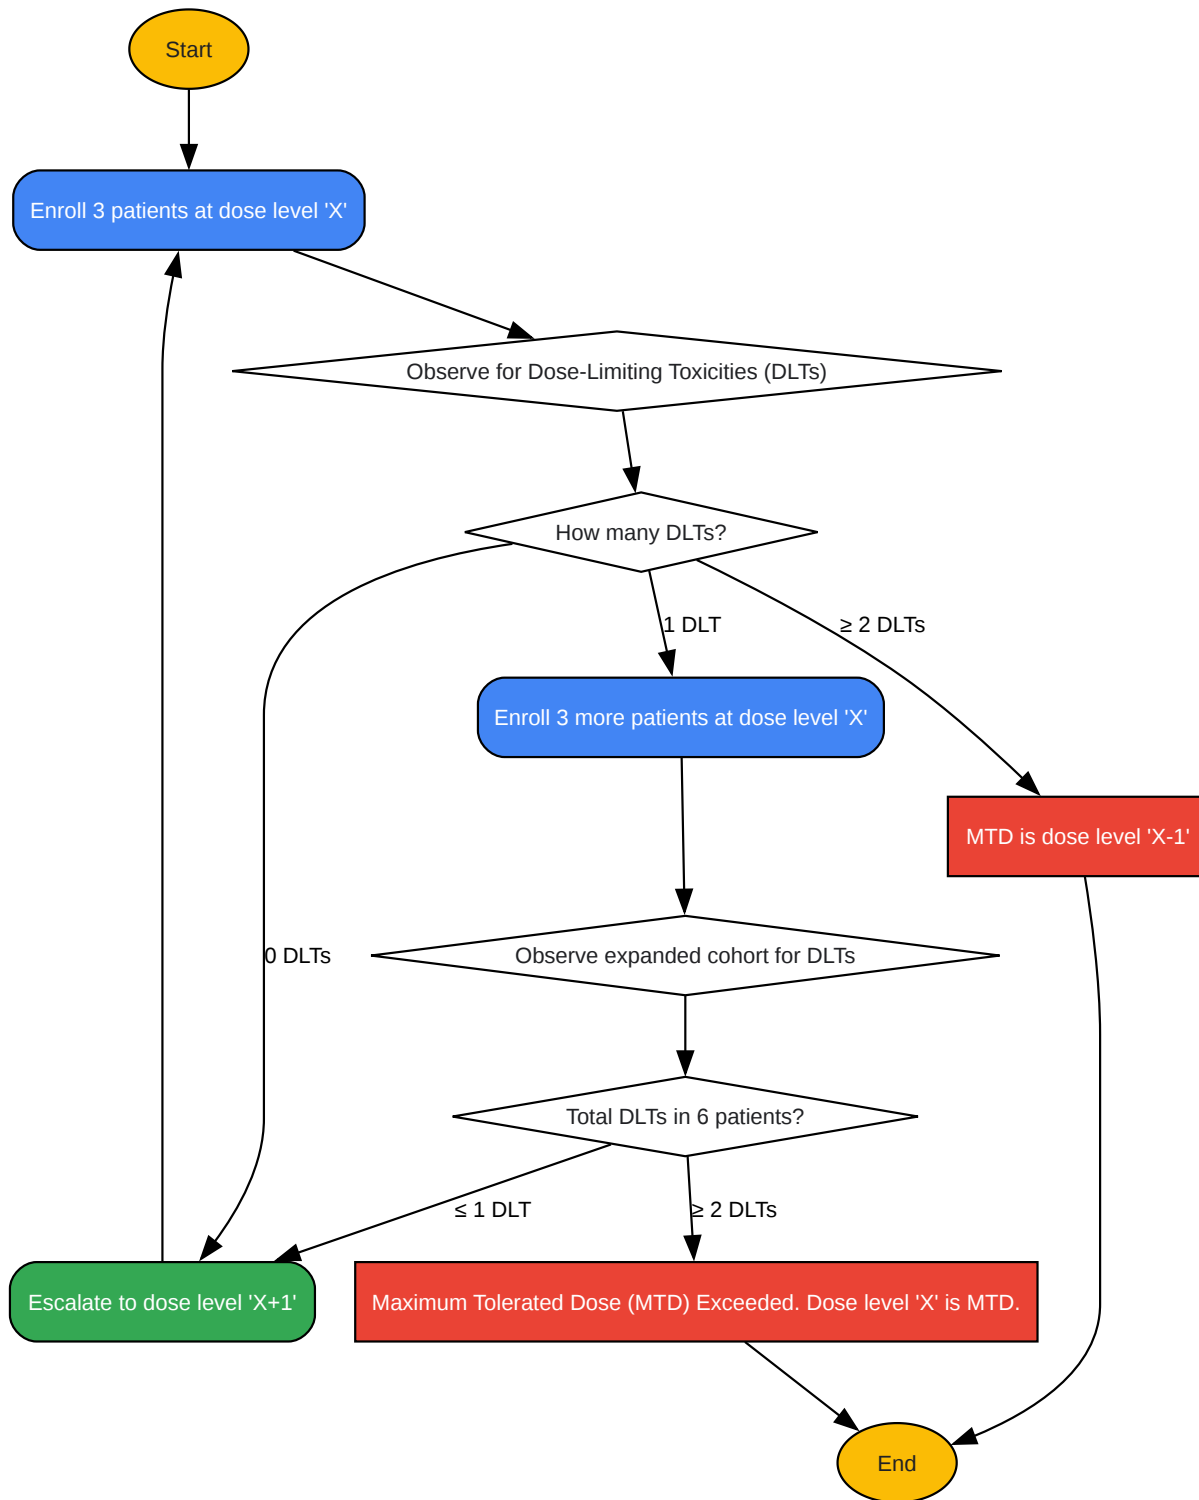 Start
Enroll 3 patients at dose level 'X'
Observe for Dose-Limiting Toxicities (DLTs)
How many DLTs?
1 DLT
≥ 2 DLTs
Enroll 3 more patients at dose level 'X'
MTD is dose level 'X-1'
0 DLTs
Observe expanded cohort for DLTs
Total DLTs in 6 patients?
≤ 1 DLT
≥ 2 DLTs
Escalate to dose level 'X+1'
Maximum Tolerated Dose (MTD) Exceeded. Dose level 'X' is MTD.
End